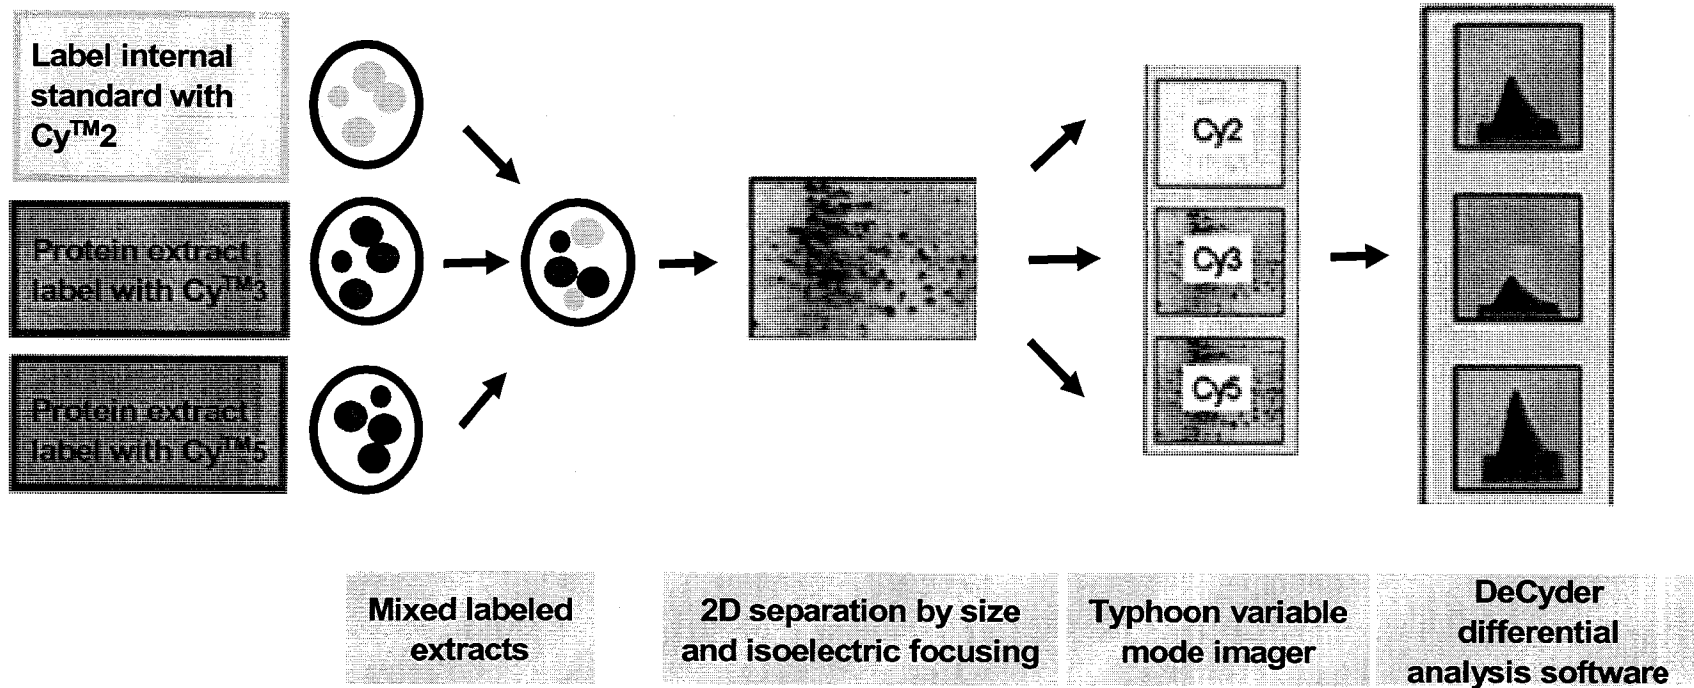 Label internal
standard with
Cy™2
Protein extract
label with Cy™3
Protein extract
label with Cy™5
Cy2
Cy3
Cy5
Mixed labeled
extracts
2D separation by size
and isoelectric focusing
Typhoon variable
mode imager
DeCyder
differential
analysis software